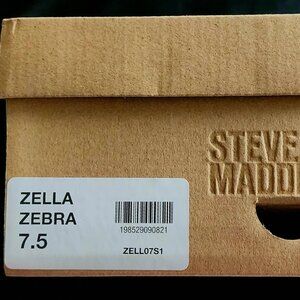 STEVE
MADD
ZELLA
ZEBRA
7.5
198529090821
ZELL07S1